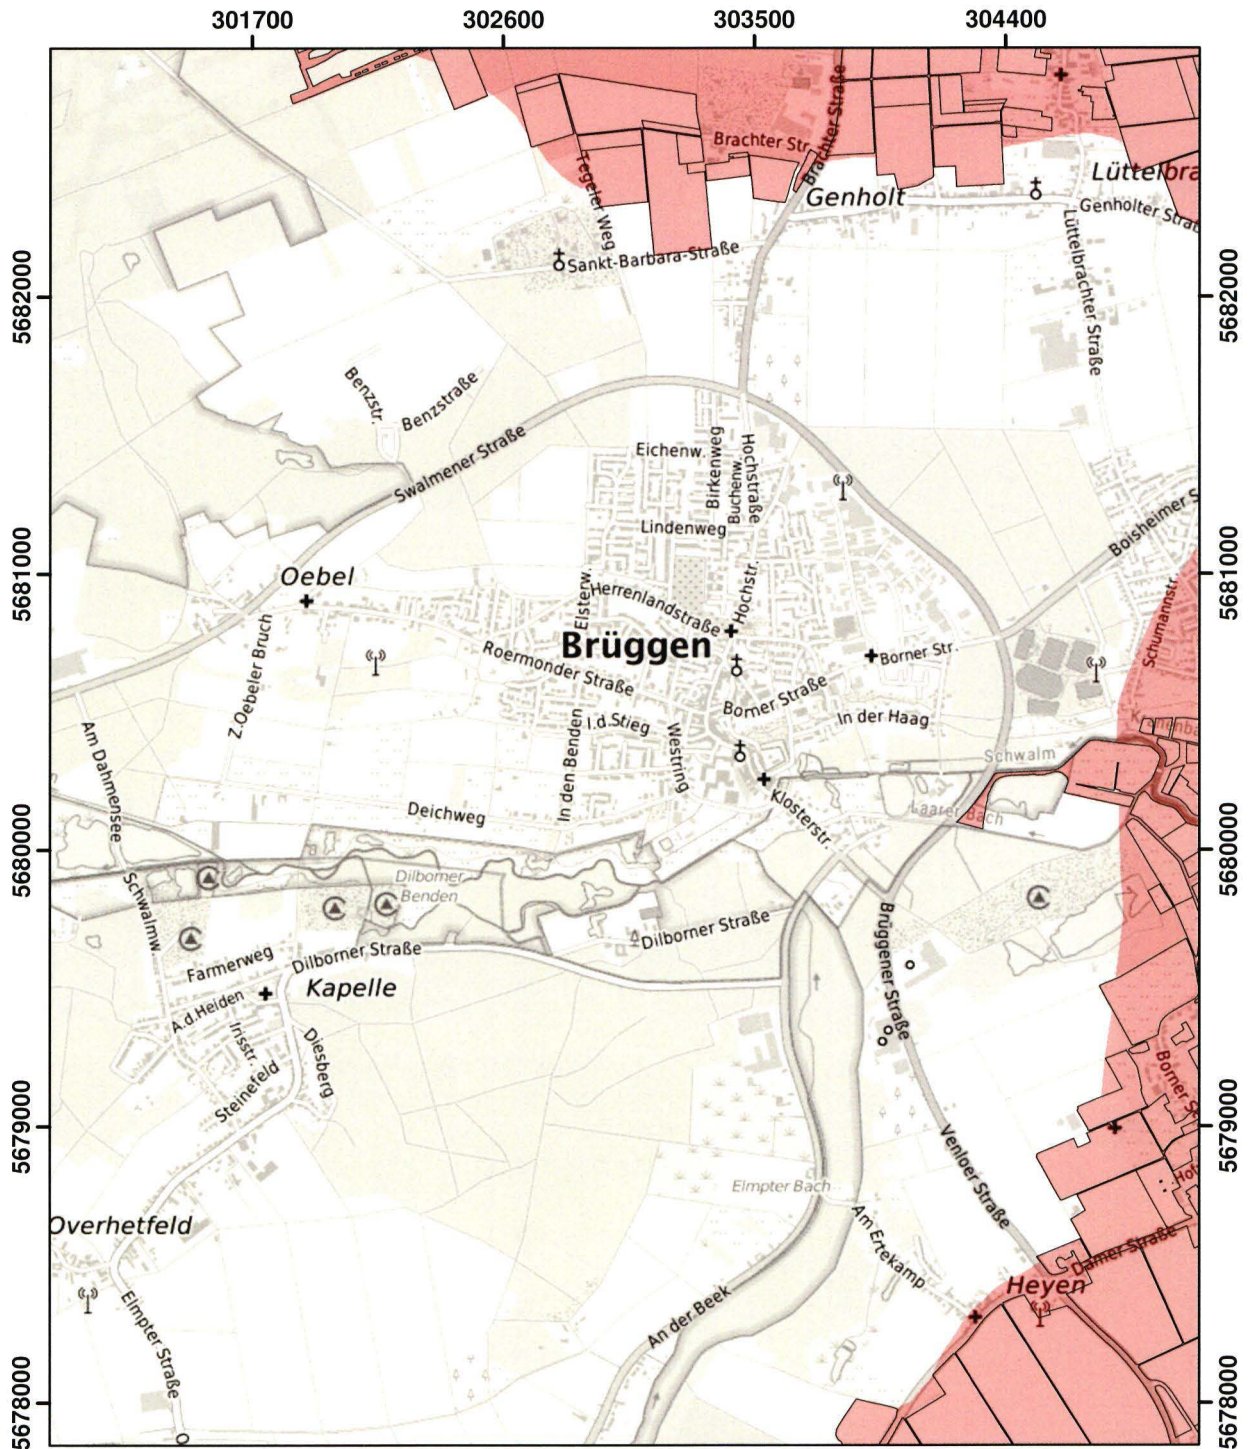 301700 302600 303500 304400
Brachter Straße
Brachter Str.
Tegeler Weg
Genholt
Lüttelbra
Genholter Straß
Sankt-Barbara-Straße
Lüttelbrachter Straße
5682000
5682000
Benzstr.
Benzstraße
Swalmener Straße
Eichenw.
Birkenweg
Buchenw.
Hochstraße
Lindenweg
Boisheimer S
5681000
5681000
Oebel
Elsterw.
Herrenlandstraße
Hochstr.
Schumannstr.
Brüggen
Z.Oebeler Bruch
Roermonder Straße
Borner Str.
Borner Straße
In der Haag
I.d.Stieg
In den Benden
Westring
Am Dahmensee
Schwalm
Deichweg
Klosterstr.
Laarer Bach
5680000
5680000
Dilborner
Benden
Schwalmw.
Dilborner Straße
Brüggener Straße
Farmerweg
Dilborner Straße
Kapelle
A.d.Heiden
Irisstr.
Diesberg
Steinefeld
Borner S
5679000
5679000
Venloer Straße
Elmpter Bach
Am Ertekamp
Overhetfeld
Damer Straße
Heyen
Elmpter Straße
An der Beek
5678000
5678000